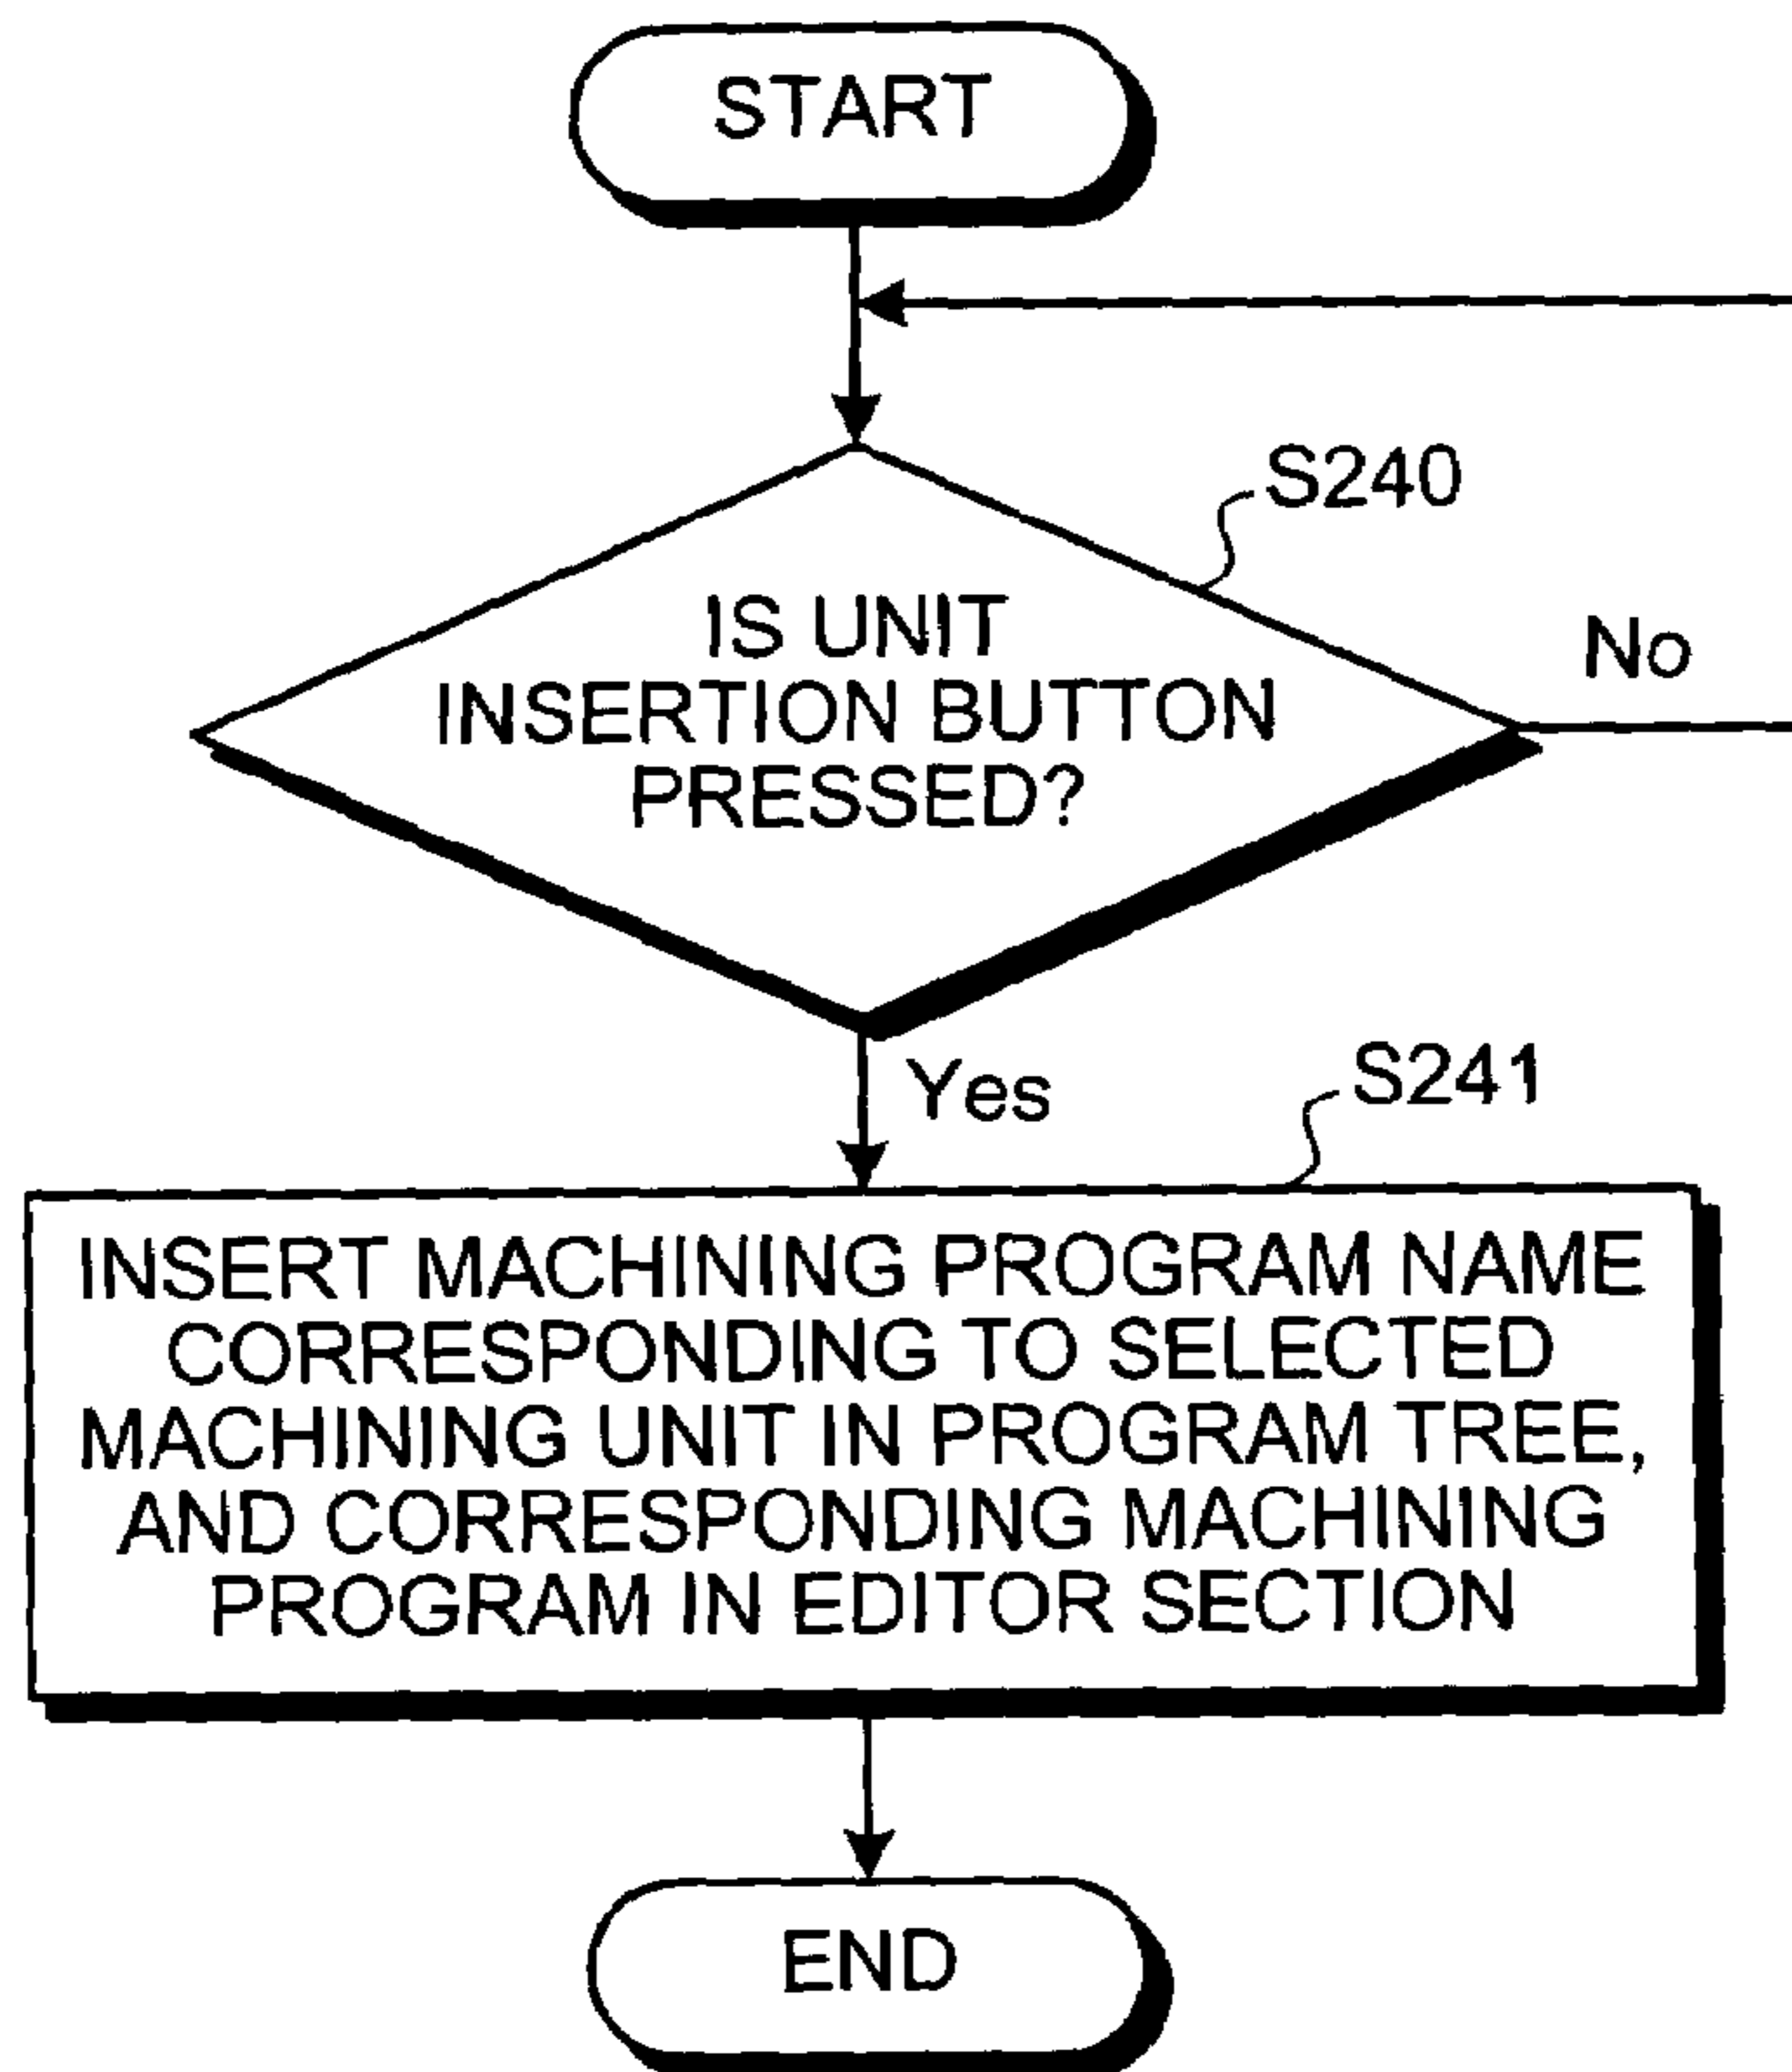 START
S240
IS UNIT
INSERTION BUTTON
PRESSED?
No
Yes
S241
INSERT MACHINING PROGRAM NAME
CORRESPONDING TO SELECTED
MACHINING UNIT IN PROGRAM TREE,
AND CORRESPONDING MACHINING
PROGRAM IN EDITOR SECTION
END